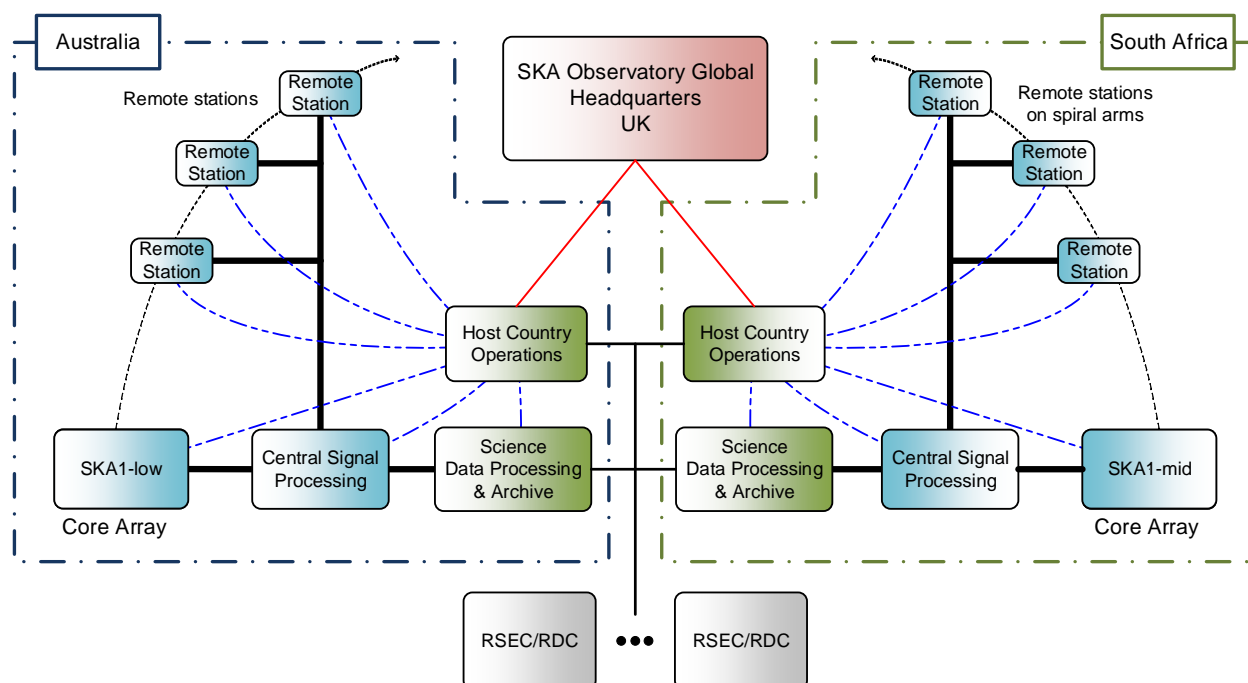 Australia
South Africa
SKA Observatory Global
Headquarters
UK
Remote
Station
Remote stations
Remote
Station
Remote
Station
Remote
Station
Remote stations
on spiral arms
Remote
Station
Remote
Station
Host Country
Operations
Host Country
Operations
SKA1-low
Core Array
Central Signal
Processing
Science
Data Processing
& Archive
Science
Data Processing
& Archive
Central Signal
Processing
SKA1-mid
Core Array
RSEC/RDC
RSEC/RDC